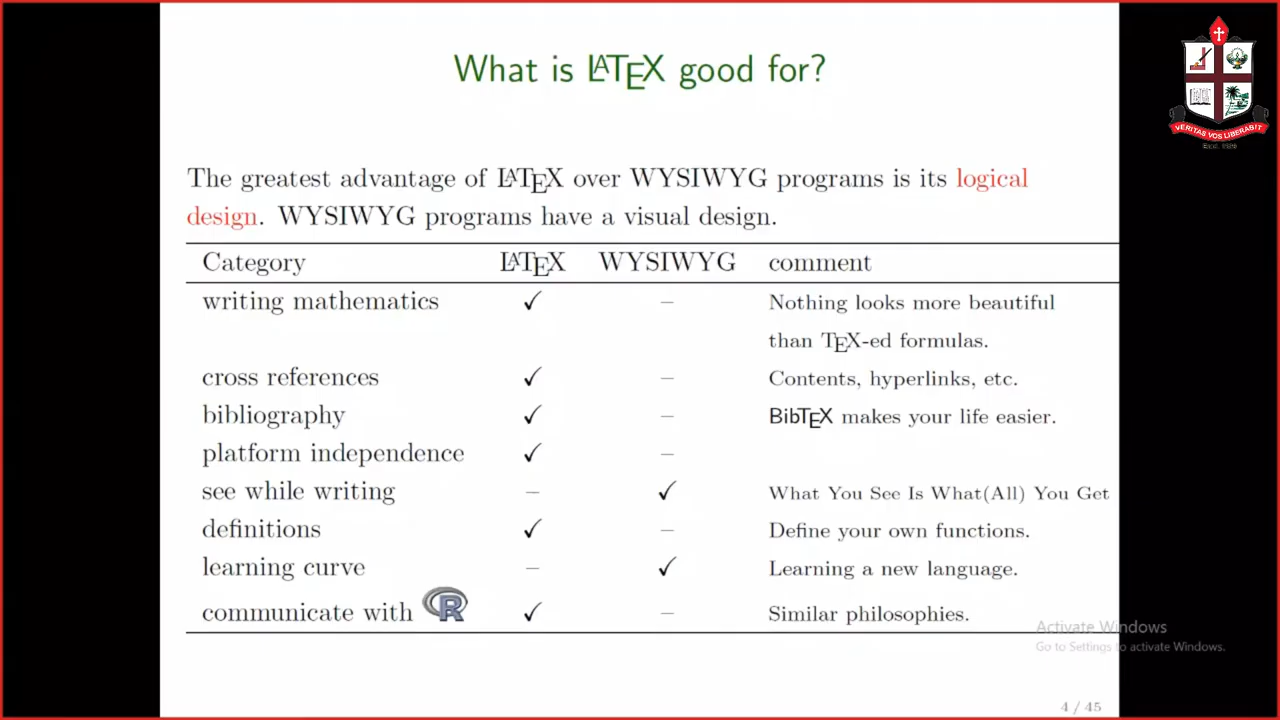 What is LATEX good for?
The greatest advantage of LATEX over WYSIWYG programs is its logical
design. WYSIWYG programs have a visual design.
Category LATEX WYSIWYG comment
writing mathematics ✓ – Nothing looks more beautiful
than TEX-ed formulas.
cross references ✓ – Contents, hyperlinks, etc.
bibliography ✓ – BibTEX makes your life easier.
platform independence ✓ –
see while writing – ✓ What You See Is What(All) You Get
definitions ✓ – Define your own functions.
learning curve – ✓ Learning a new language.
communicate with R ✓ – Similar philosophies.
Activate Windows
Go to Settings to activate Windows.
4 / 45
VERITAS VOS LIBERABIT